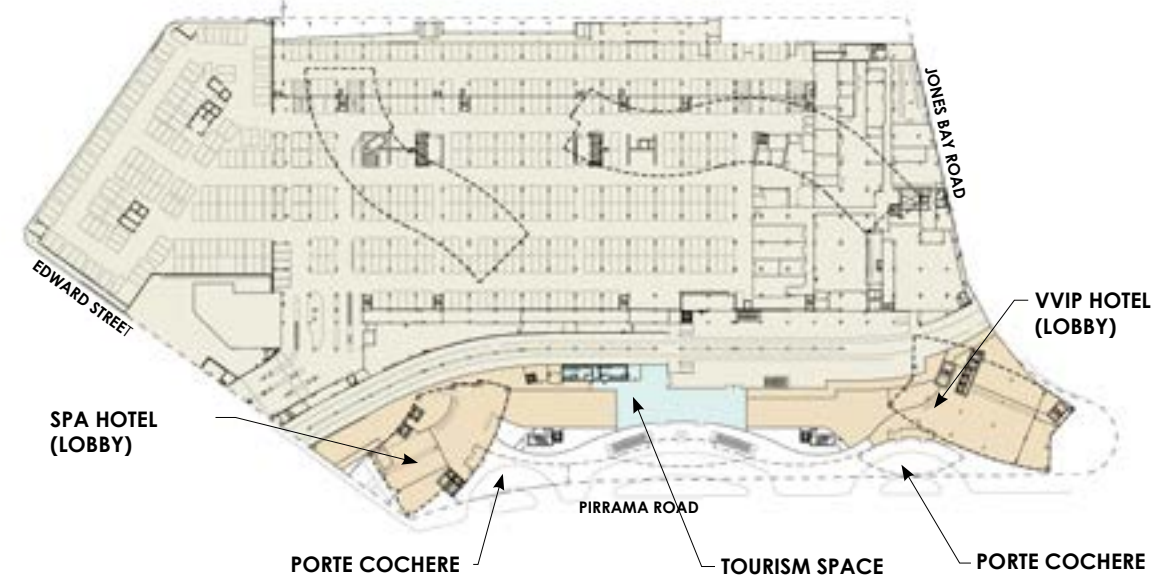 JONES BAY ROAD
EDWARD STREET
VVIP HOTEL
(LOBBY)
SPA HOTEL
(LOBBY)
PIRRAMA ROAD
PORTE COCHERE
TOURISM SPACE
PORTE COCHERE